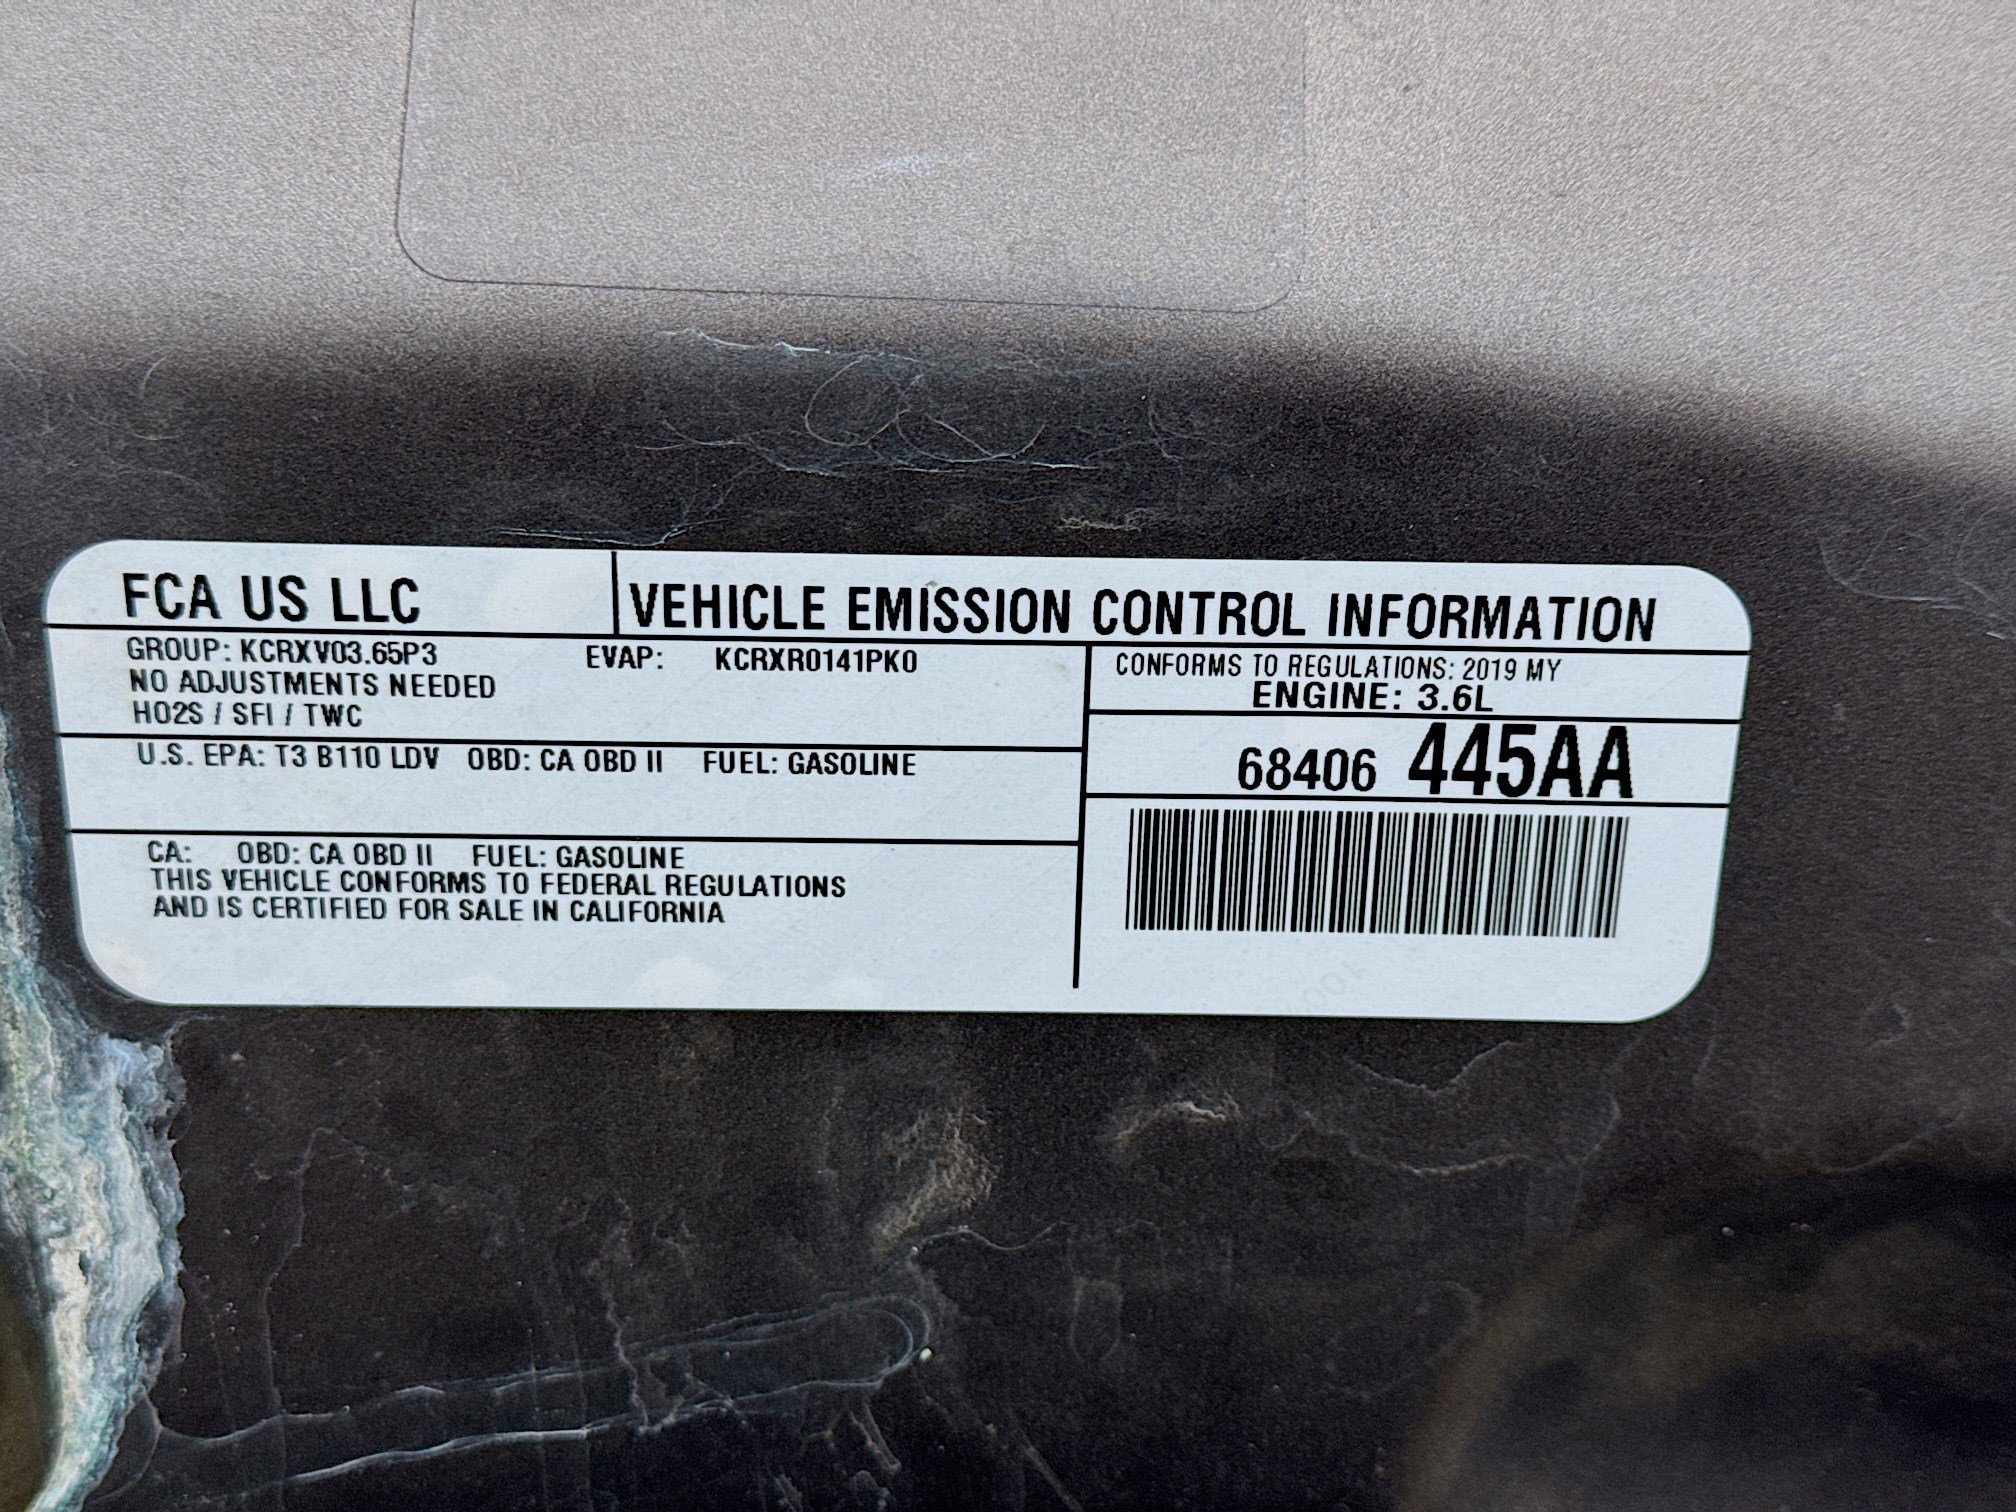 FCA US LLC
VEHICLE EMISSION CONTROL INFORMATION
GROUP: KCRXV03.65P3 EVAP: KCRXR0141PK0
NO ADJUSTMENTS NEEDED
HO2S / SFI / TWC
CONFORMS TO REGULATIONS: 2019 MY
ENGINE: 3.6L
68406 445AA
U.S. EPA: T3 B110 LDV OBD: CA OBD II FUEL: GASOLINE
CA: OBD: CA OBD II FUEL: GASOLINE
THIS VEHICLE CONFORMS TO FEDERAL REGULATIONS
AND IS CERTIFIED FOR SALE IN CALIFORNIA